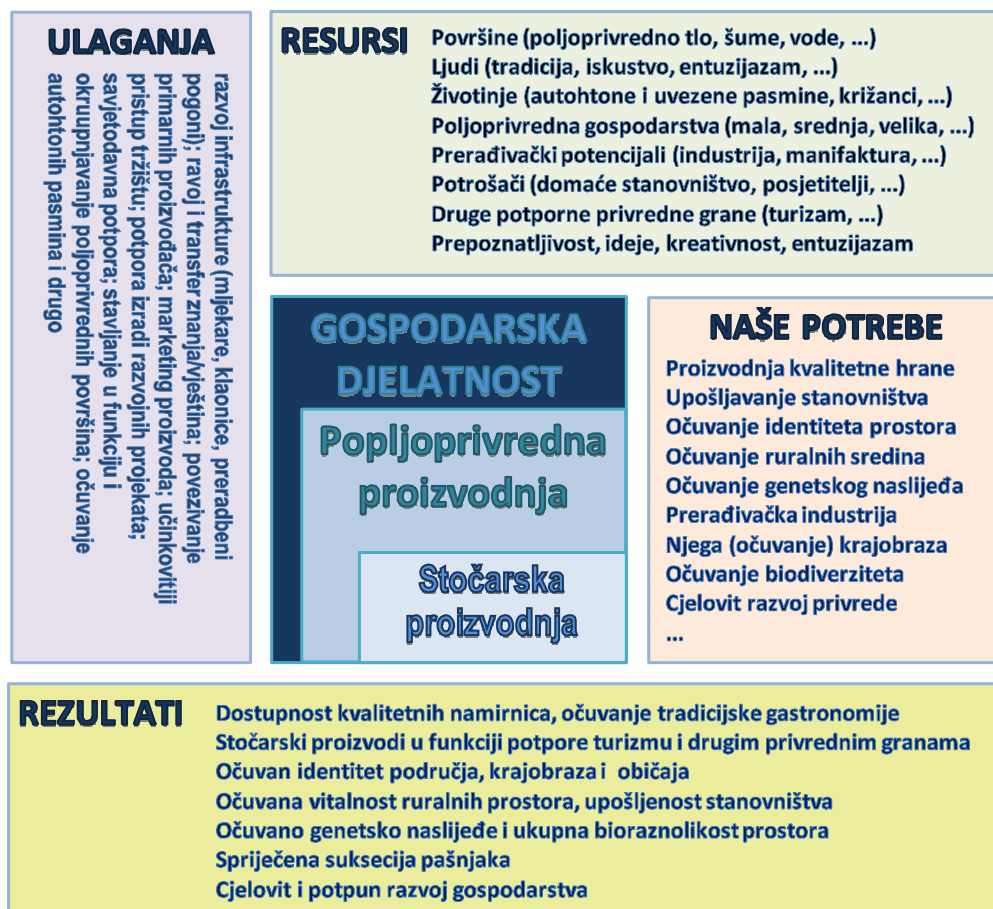 ULAGANJA
razvoj infrastrukture (mljekare, klaonice, preradbeni
pogoni); ravoj i transfer znanja/vještina; povezivanje
primarnih proizvođača; marketing proizvoda; učinkovitiji
pristup tržištu; potpora izradi razvojnih projekata;
savjetodavna potpora; stavljanje u funkciju i
okruupnjavanje poljoprivrednih površina; očuvanje
autohtonih pasmina i drugo
RESURSI
Površine (poljoprivredno tlo, šume, vode, ...)
Ljudi (tradicija, iskustvo, entuzijazam, ...)
Životinje (autohtone i uvezene pasmine, križanci, ...)
Poljoprivredna gospodarstva (mala, srednja, velika, ...)
Prerađivački potencijali (industrija, manifaktura, ...)
Potrošači (domaće stanovništvo, posjetitelji, ...)
Druge potporne privredne grane (turizam, ...)
Prepoznatljivost, ideje, kreativnost, entuzijazam
GOSPODARSKA
DJELATNOST
Popljoprivredna
proizvodnja
Stočarska
proizvodnja
NAŠE POTREBE
Proizvodnja kvalitetne hrane
Upošljavanje stanovništva
Očuvanje identiteta prostora
Očuvanje ruralnih sredina
Očuvanje genetskog naslijeđa
Prerađivačka industrija
Njega (očuvanje) krajobraza
Očuvanje biodiverziteta
Cjelovit razvoj privrede
...
REZULTATI
Dostupnost kvalitetnih namirnica, očuvanje tradicijske gastronomije
Stočarski proizvodi u funkciji potpore turizmu i drugim privrednim granama
Očuvan identitet područja, krajobraza i običaja
Očuvana vitalnost ruralnih prostora, upošljenost stanovništva
Očuvano genetsko naslijeđe i ukupna bioraznolikost prostora
Spriječena suksecija pašnjaka
Cjelovit i potpun razvoj gospodarstva